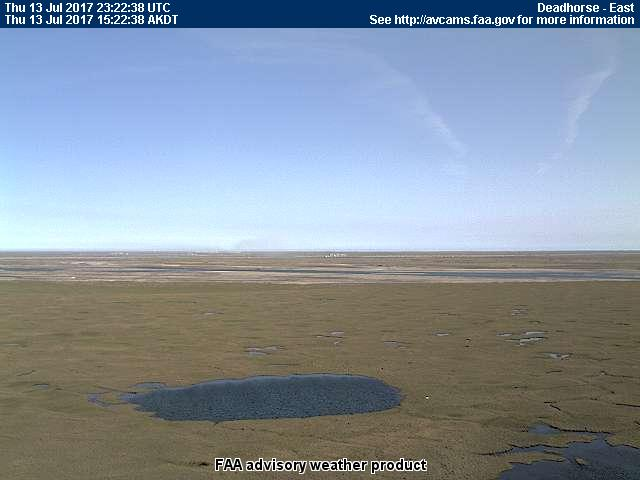 Thu 13 Jul 2017 23:22:38 UTC Deadhorse - East
Thu 13 Jul 2017 15:22:38 AKDT See http://avcams.faa.gov for more information
FAA advisory weather product